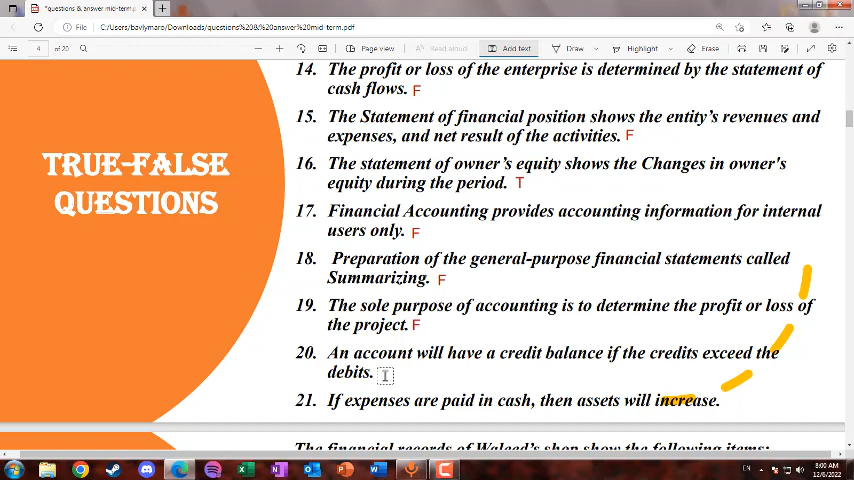 *questions & answer mid-term.p
File C:/Users/bavlymaro/Downloads/questions%208&%20answer%20mid-term.pdf
4 of 20 Page view Read aloud Add text Draw Highlight Erase
TRUE-FALSE
QUESTIONS
14. The profit or loss of the enterprise is determined by the statement of
cash flows. F
15. The Statement of financial position shows the entity's revenues and
expenses, and net result of the activities. F
16. The statement of owner's equity shows the Changes in owner's
equity during the period. T
17. Financial Accounting provides accounting information for internal
users only. F
18. Preparation of the general-purpose financial statements called
Summarizing. F
19. The sole purpose of accounting is to determine the profit or loss of
the project. F
20. An account will have a credit balance if the credits exceed the
debits.
21. If expenses are paid in cash, then assets will increase.
The financial records of Waleed's shop show the following items:
EN 8:00 AM
12/6/2022